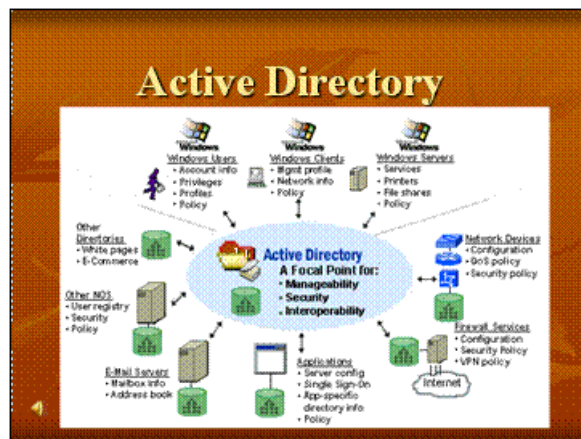 Active Directory
Windows
Windows
Windows
Windows Users
• Account info
• Privileges
• Profiles
• Policy
Windows Clients
• Mgmt profile
• Network info
• Policy
Windows Servers
• Services
• Printers
• File shares
• Policy
Other
Directories
• White pages
• E-Commerce
Active Directory
A Focal Point for:
• Manageability
• Security
• Interoperability
Network Devices
• Configuration
• QoS policy
• Security policy
Other NOS
• User registry
• Security
• Policy
Firewall Services
• Configuration
• Security Policy
• VPN policy
Internet
E-Mail Servers
• Mailbox info
• Address book
Applications
• Server config
• Single Sign-On
• App-specific
directory info
• Policy